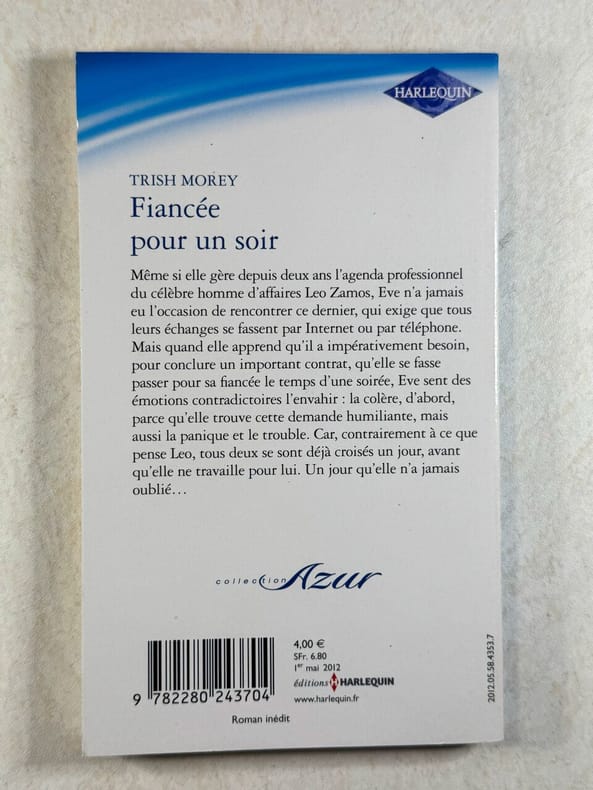 HARLEQUIN
TRISH MOREY
Fiancée
pour un soir
Même si elle gère depuis deux ans l'agenda professionnel
du célèbre homme d'affaires Leo Zamos, Eve n'a jamais
eu l'occasion de rencontrer ce dernier, qui exige que tous
leurs échanges se fassent par Internet ou par téléphone.
Mais quand elle apprend qu'il a impérativement besoin,
pour conclure un important contrat, qu'elle se fasse
passer pour sa fiancée le temps d'une soirée, Eve sent des
émotions contradictoires l'envahir : la colère, d'abord,
parce qu'elle trouve cette demande humiliante, mais
aussi la panique et le trouble. Car, contrairement à ce que
pense Leo, tous deux se sont déjà croisés un jour, avant
qu'elle ne travaille pour lui. Un jour qu'elle n'a jamais
oublié…
collection Azur
4,00 €
SFr. 6.80
1er mai 2012
éditions HARLEQUIN
www.harlequin.fr
9 782280 243704
Roman inédit
2012.05.58.4353.7